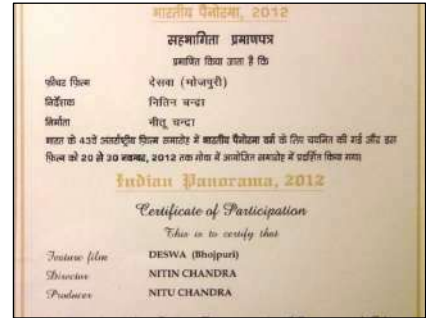 भारतीय पैनोरमा, 2012
सहभागिता प्रमाणपत्र
प्रमाणित किया जाता है कि
फीचर फिल्म देसवा (भोजपुरी)
निर्देशक नितिन चन्द्रा
निर्माता नीतू चन्द्रा
भारत के 43वें अंतर्राष्ट्रीय फ़िल्म समारोह में भारतीय पैनोरमा वर्ग के लिए चयनित की गई और इस
फ़िल्म को 20 से 30 नवम्बर, 2012 तक गोवा में आयोजित समारोह में प्रदर्शित किया गया।
Indian Panorama, 2012
Certificate of Participation
This is to certify that
Feature film DESWA (Bhojpuri)
Director NITIN CHANDRA
Producer NITU CHANDRA